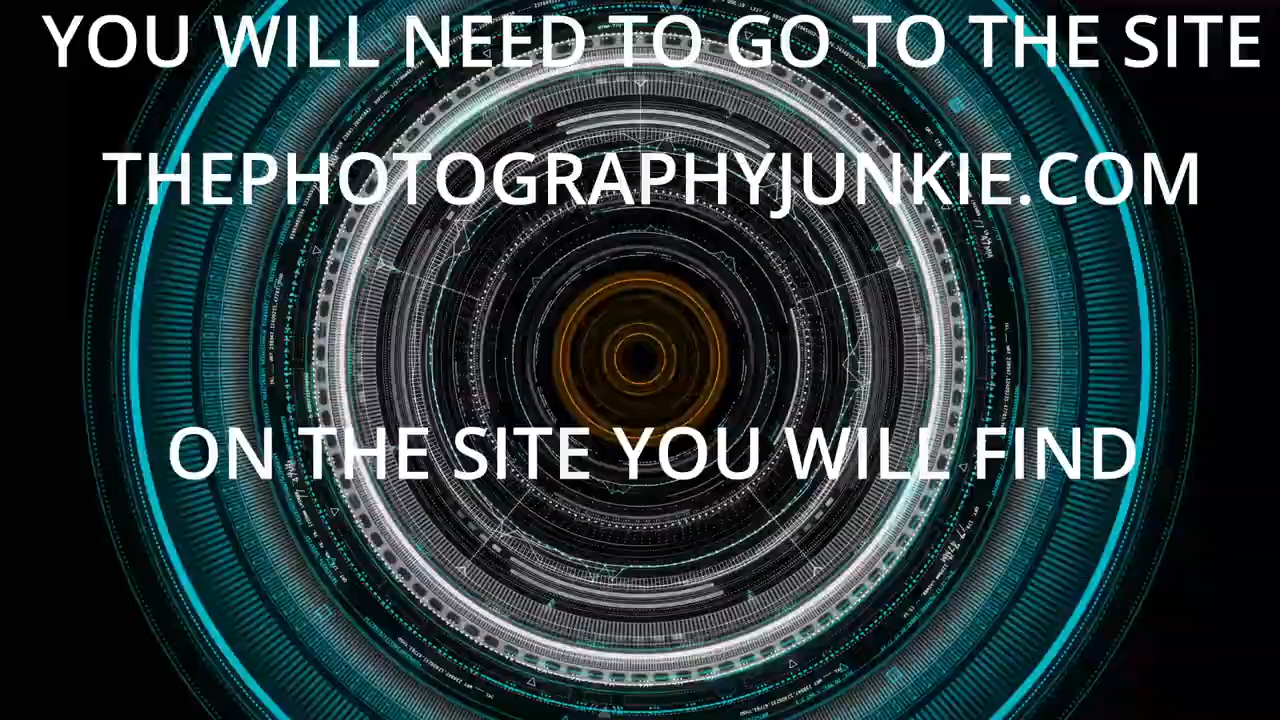 YOU WILL NEED TO GO TO THE SITE
THEPHOTOGRAPHYJUNKIE.COM
ON THE SITE YOU WILL FIND